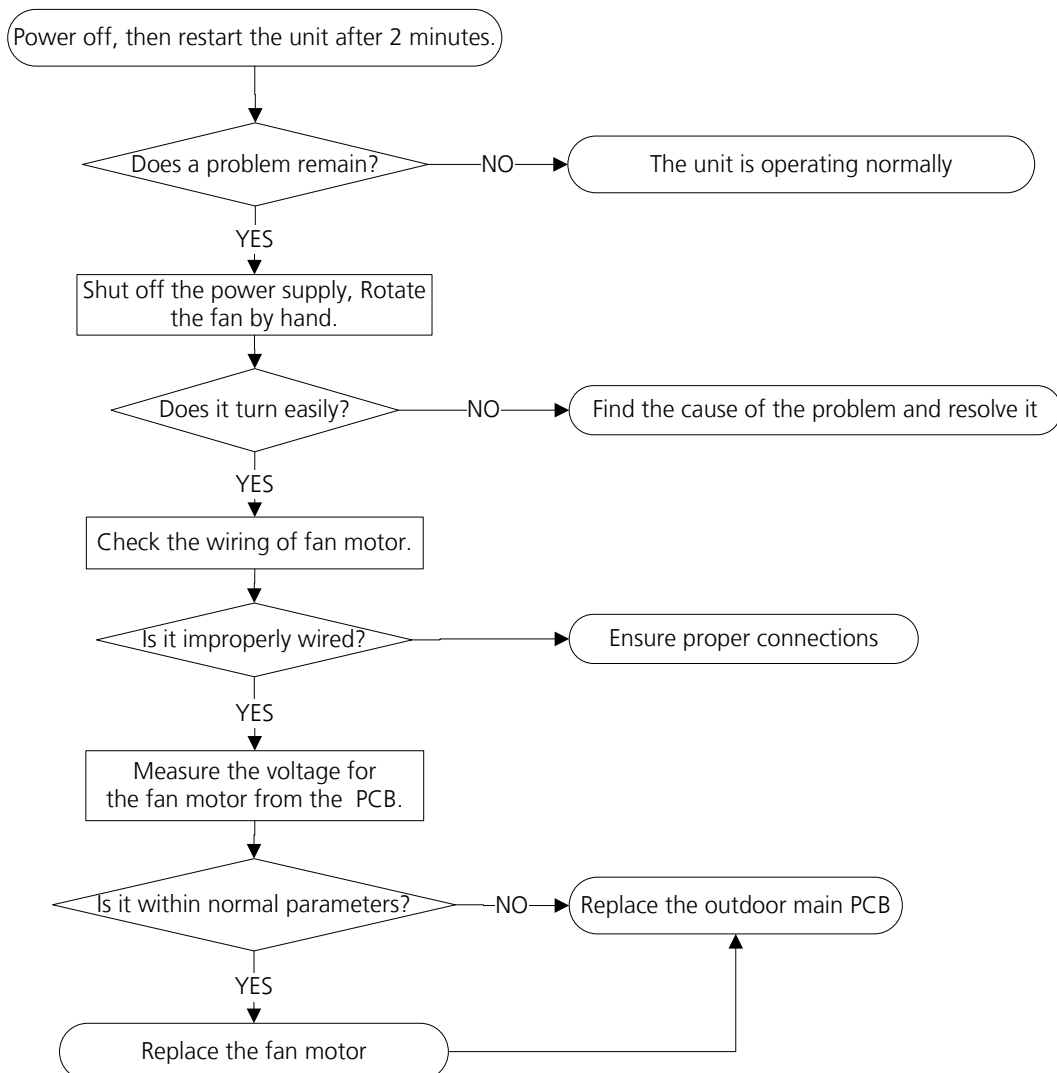 Power off, then restart the unit after 2 minutes.
Does a problem remain?
NO
The unit is operating normally
YES
Shut off the power supply, Rotate
the fan by hand.
Does it turn easily?
NO
Find the cause of the problem and resolve it
YES
Check the wiring of fan motor.
Is it improperly wired?
Ensure proper connections
YES
Measure the voltage for
the fan motor from the PCB.
Is it within normal parameters?
NO
Replace the outdoor main PCB
YES
Replace the fan motor